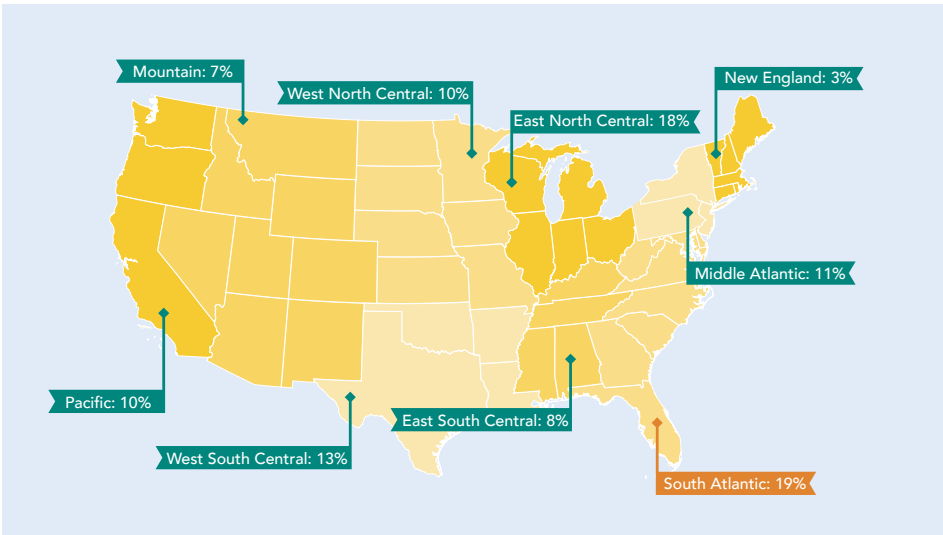 Mountain: 7%
New England: 3%
West North Central: 10%
East North Central: 18%
Middle Atlantic: 11%
Pacific: 10%
East South Central: 8%
West South Central: 13%
South Atlantic: 19%